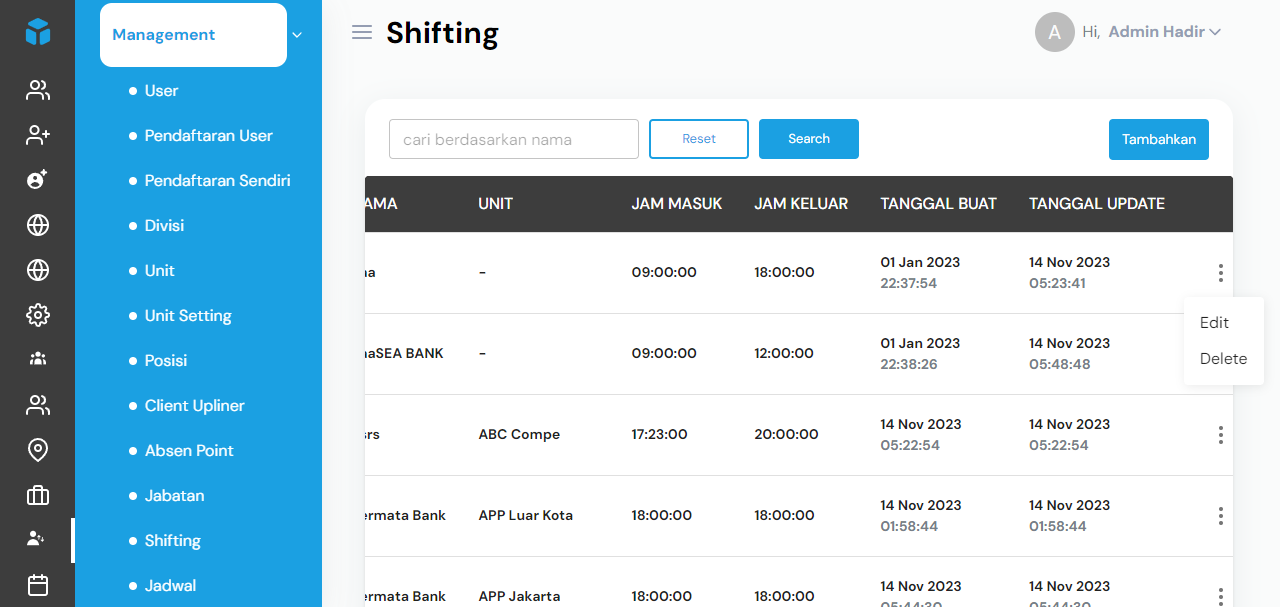 Management
User
Pendaftaran User
Pendaftaran Sendiri
Divisi
Unit
Unit Setting
Posisi
Client Upliner
Absen Point
Jabatan
Shifting
Jadwal
Shifting
A Hi, Admin Hadir
cari berdasarkan nama Reset Search Tambahkan
AMA UNIT JAM MASUK JAM KELUAR TANGGAL BUAT TANGGAL UPDATE
- 09:00:00 18:00:00 01 Jan 2023 14 Nov 2023
22:37:54 05:23:41
Edit
Delete
SEA BANK - 09:00:00 12:00:00 01 Jan 2023 14 Nov 2023
22:38:26 05:48:48
ABC Compe 17:23:00 20:00:00 14 Nov 2023 14 Nov 2023
05:22:54 05:22:54
ermata Bank APP Luar Kota 18:00:00 18:00:00 14 Nov 2023 14 Nov 2023
01:58:44 01:58:44
ermata Bank APP Jakarta 18:00:00 18:00:00 14 Nov 2023 14 Nov 2023
05:44:30 05:44:30